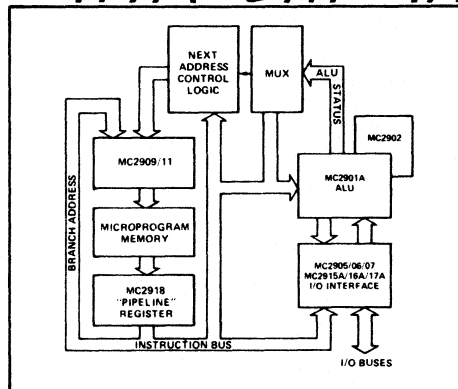 NEXT
ADDRESS
CONTROL
LOGIC
MUX
ALU
STATUS
MC2902
MC2909/11
MC2901A
ALU
BRANCH ADDRESS
MICROPROGRAM
MEMORY
MC2905/06/07
MC2915A/16A/17A
I/O INTERFACE
MC2918
"PIPELINE"
REGISTER
INSTRUCTION BUS
I/O BUSES